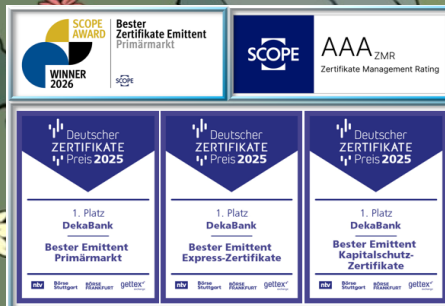 SCOPE
AWARD
WINNER
2026
Bester
Zertifikate Emittent
Primärmarkt
SCOPE
SCOPE
AAA ZMR
Zertifikate Management Rating
Deutscher
ZERTIFIKATE
Preis 2025
1. Platz
DekaBank
Bester Emittent
Primärmarkt
ntv Börse Stuttgart BÖRSE FRANKFURT gettex
Deutscher
ZERTIFIKATE
Preis 2025
1. Platz
DekaBank
Bester Emittent
Express-Zertifikate
ntv Börse Stuttgart BÖRSE FRANKFURT gettex
Deutscher
ZERTIFIKATE
Preis 2025
1. Platz
DekaBank
Bester Emittent
Kapitalschutz-
Zertifikate
ntv Börse Stuttgart BÖRSE FRANKFURT gettex